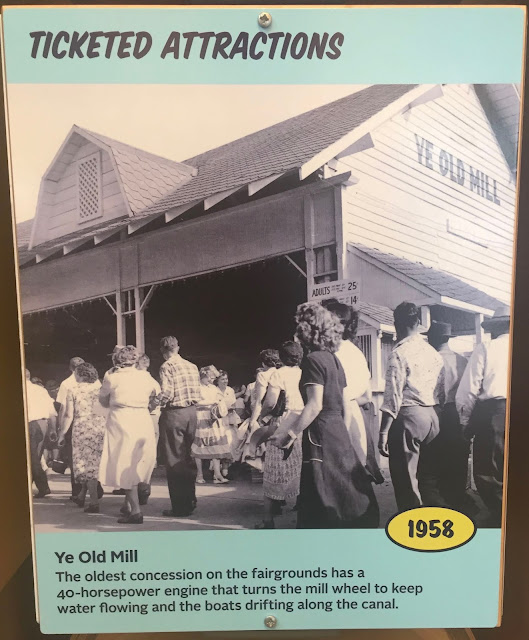 TICKETED ATTRACTIONS
YE OLD MILL
ADULTS 25¢
14¢
1958
Ye Old Mill
The oldest concession on the fairgrounds has a
40-horsepower engine that turns the mill wheel to keep
water flowing and the boats drifting along the canal.